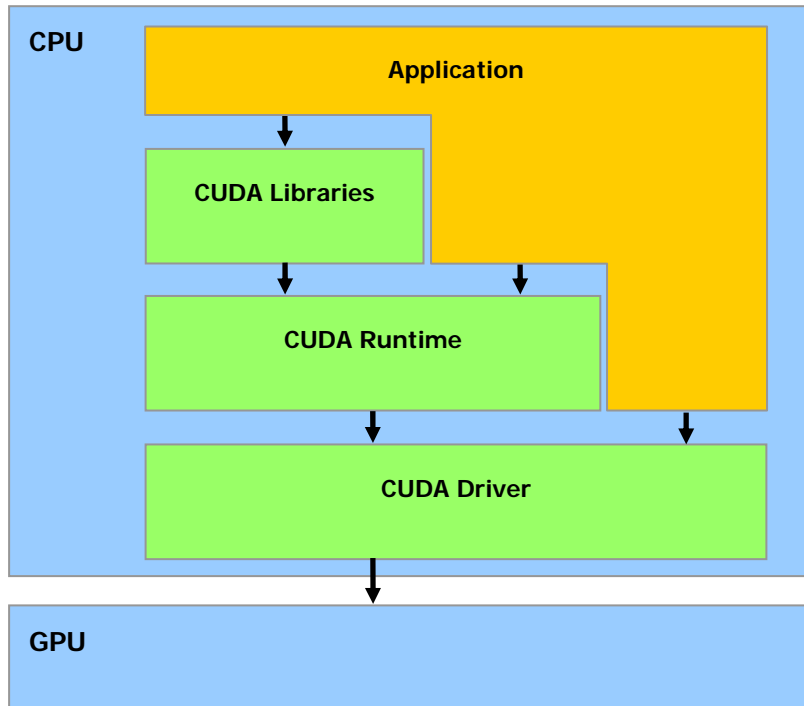 CPU
Application
CUDA Libraries
CUDA Runtime
CUDA Driver
GPU